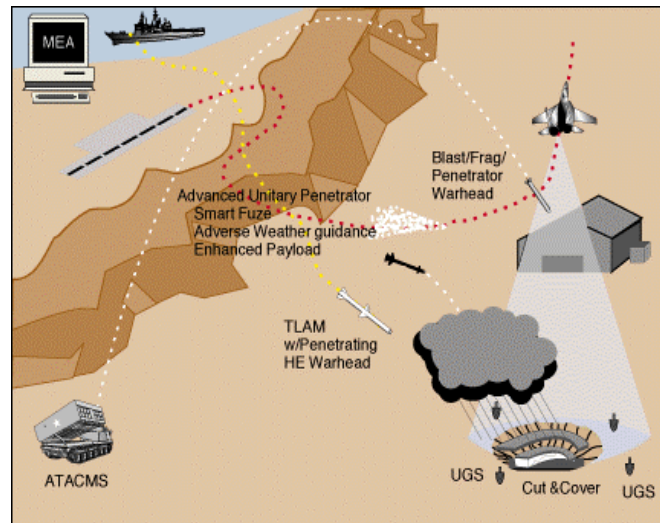 MEA
Blast/Frag/
Penetrator
Warhead
Advanced Unitary Penetrator
Smart Fuze
Adverse Weather guidance
Enhanced Payload
TLAM
w/Penetrating
HE Warhead
ATACMS
UGS
Cut &Cover
UGS